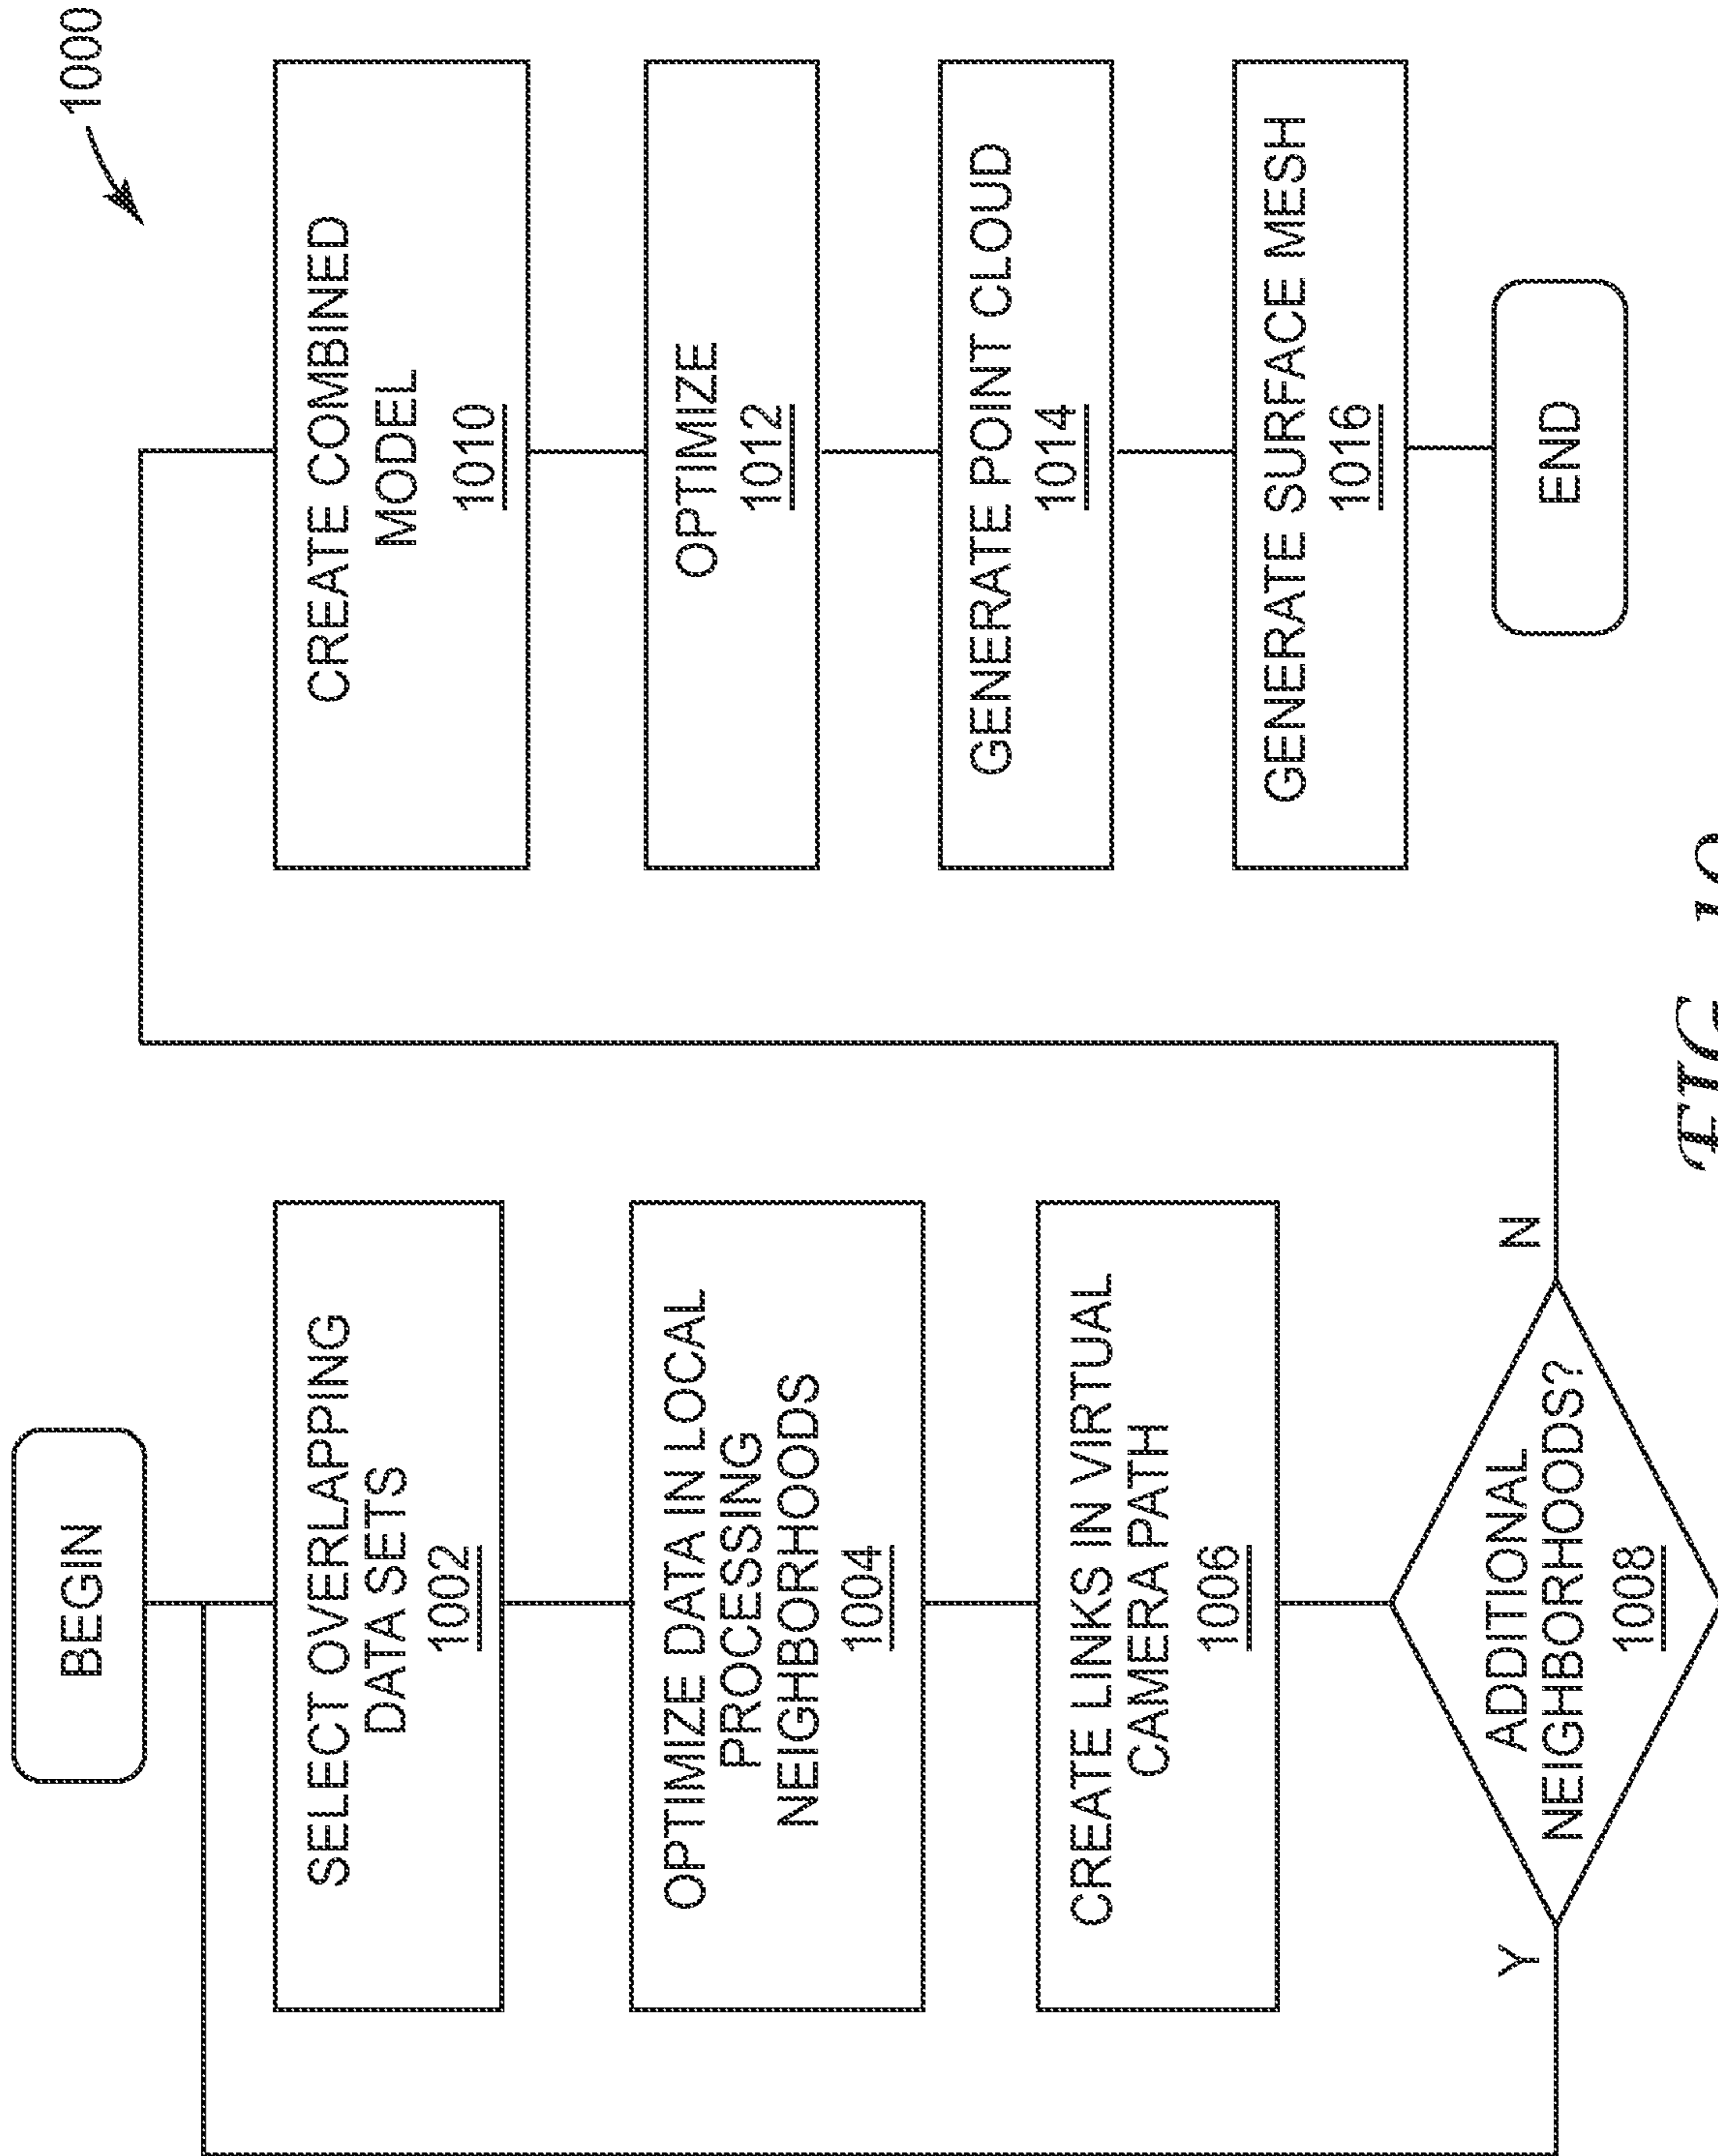 1000
BEGIN
SELECT OVERLAPPING
DATA SETS
1002
OPTIMIZE DATA IN LOCAL
PROCESSING
NEIGHBORHOODS
1004
CREATE LINKS IN VIRTUAL
CAMERA PATH
1006
ADDITIONAL
NEIGHBORHOODS?
1008
Y
N
CREATE COMBINED
MODEL
1010
OPTIMIZE
1012
GENERATE POINT CLOUD
1014
GENERATE SURFACE MESH
1016
END
FIG. 10